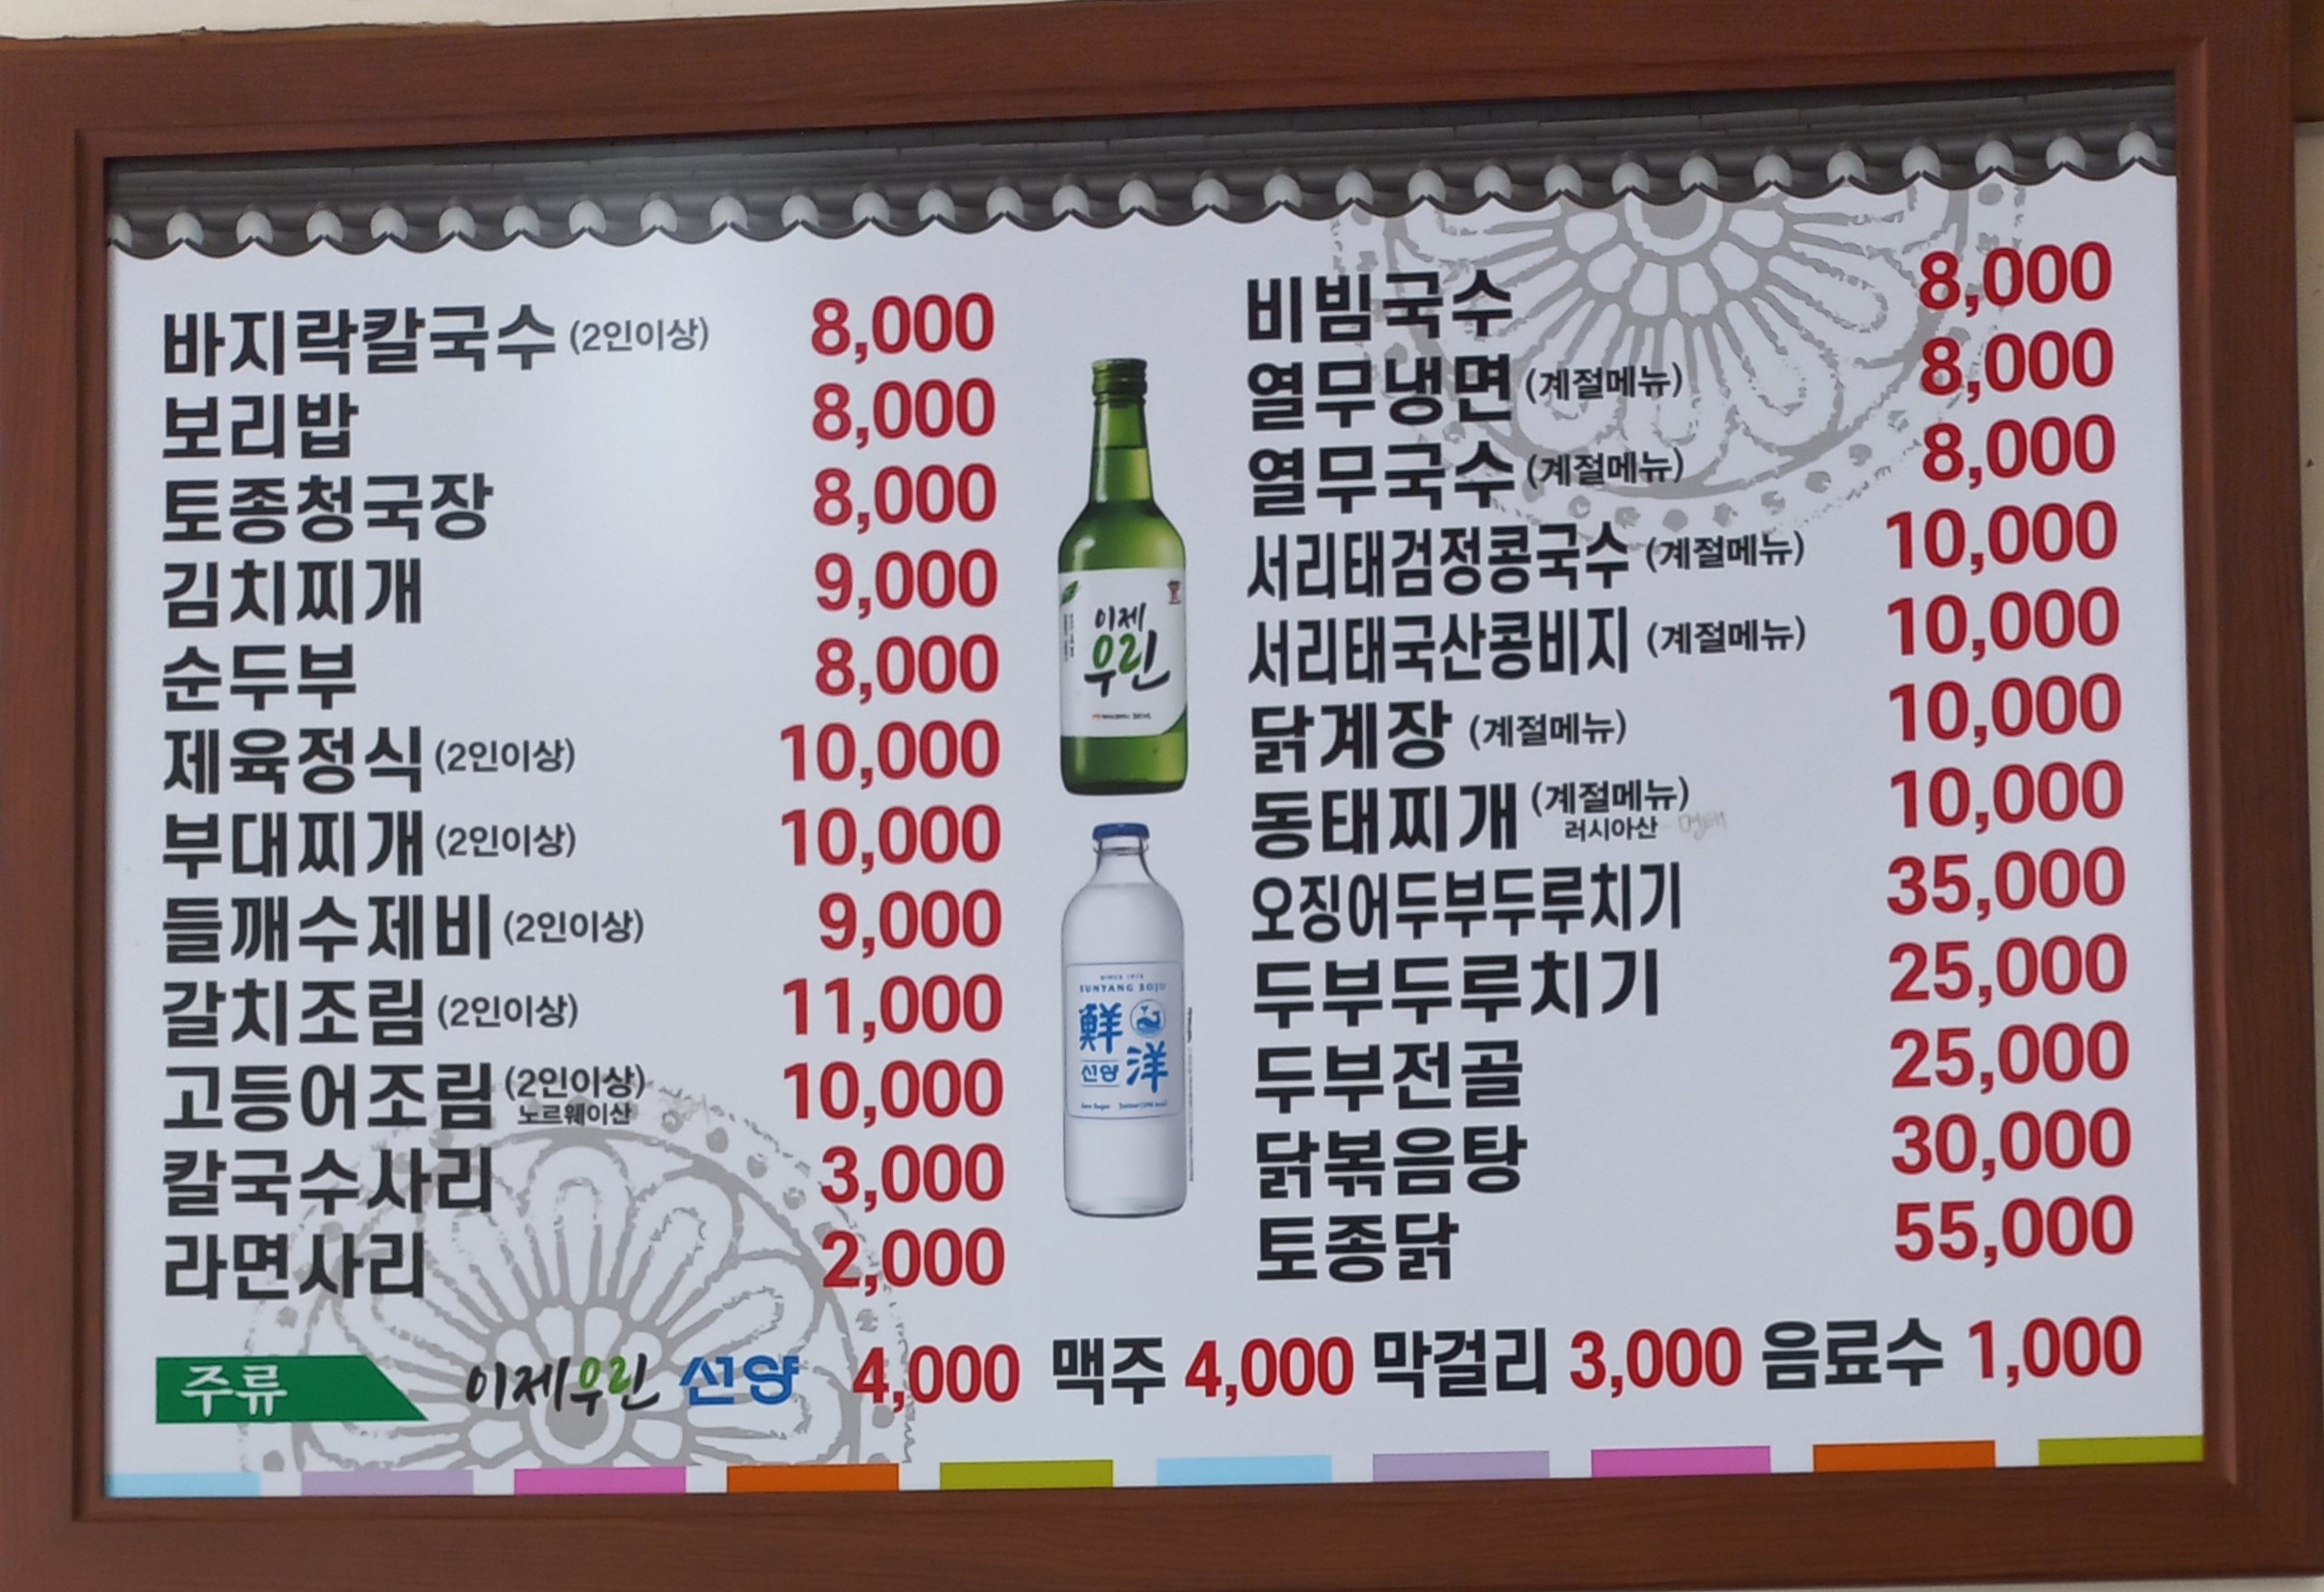 바지락칼국수 (2인이상) 8,000
보리밥 8,000
토종청국장 8,000
김치찌개 9,000
순두부 8,000
제육정식 (2인이상) 10,000
부대찌개 (2인이상) 10,000
들깨수제비 (2인이상) 9,000
갈치조림 (2인이상) 11,000
고등어조림 (2인이상) 10,000
노르웨이산
칼국수사리 3,000
라면사리 2,000
이제
우린
SINCE 1973
SUNYANG SOJU
鮮
洋
선양
비빔국수 8,000
열무냉면 (계절메뉴) 8,000
열무국수 (계절메뉴) 8,000
서리태검정콩국수 (계절메뉴) 10,000
서리태국산콩비지 (계절메뉴) 10,000
닭계장 (계절메뉴) 10,000
동태찌개 (계절메뉴) 10,000
러시아산 명태
오징어두부두루치기 35,000
두부두루치기 25,000
두부전골 25,000
닭볶음탕 30,000
토종닭 55,000
주류 이제우린 선양 4,000 맥주 4,000 막걸리 3,000 음료수 1,000